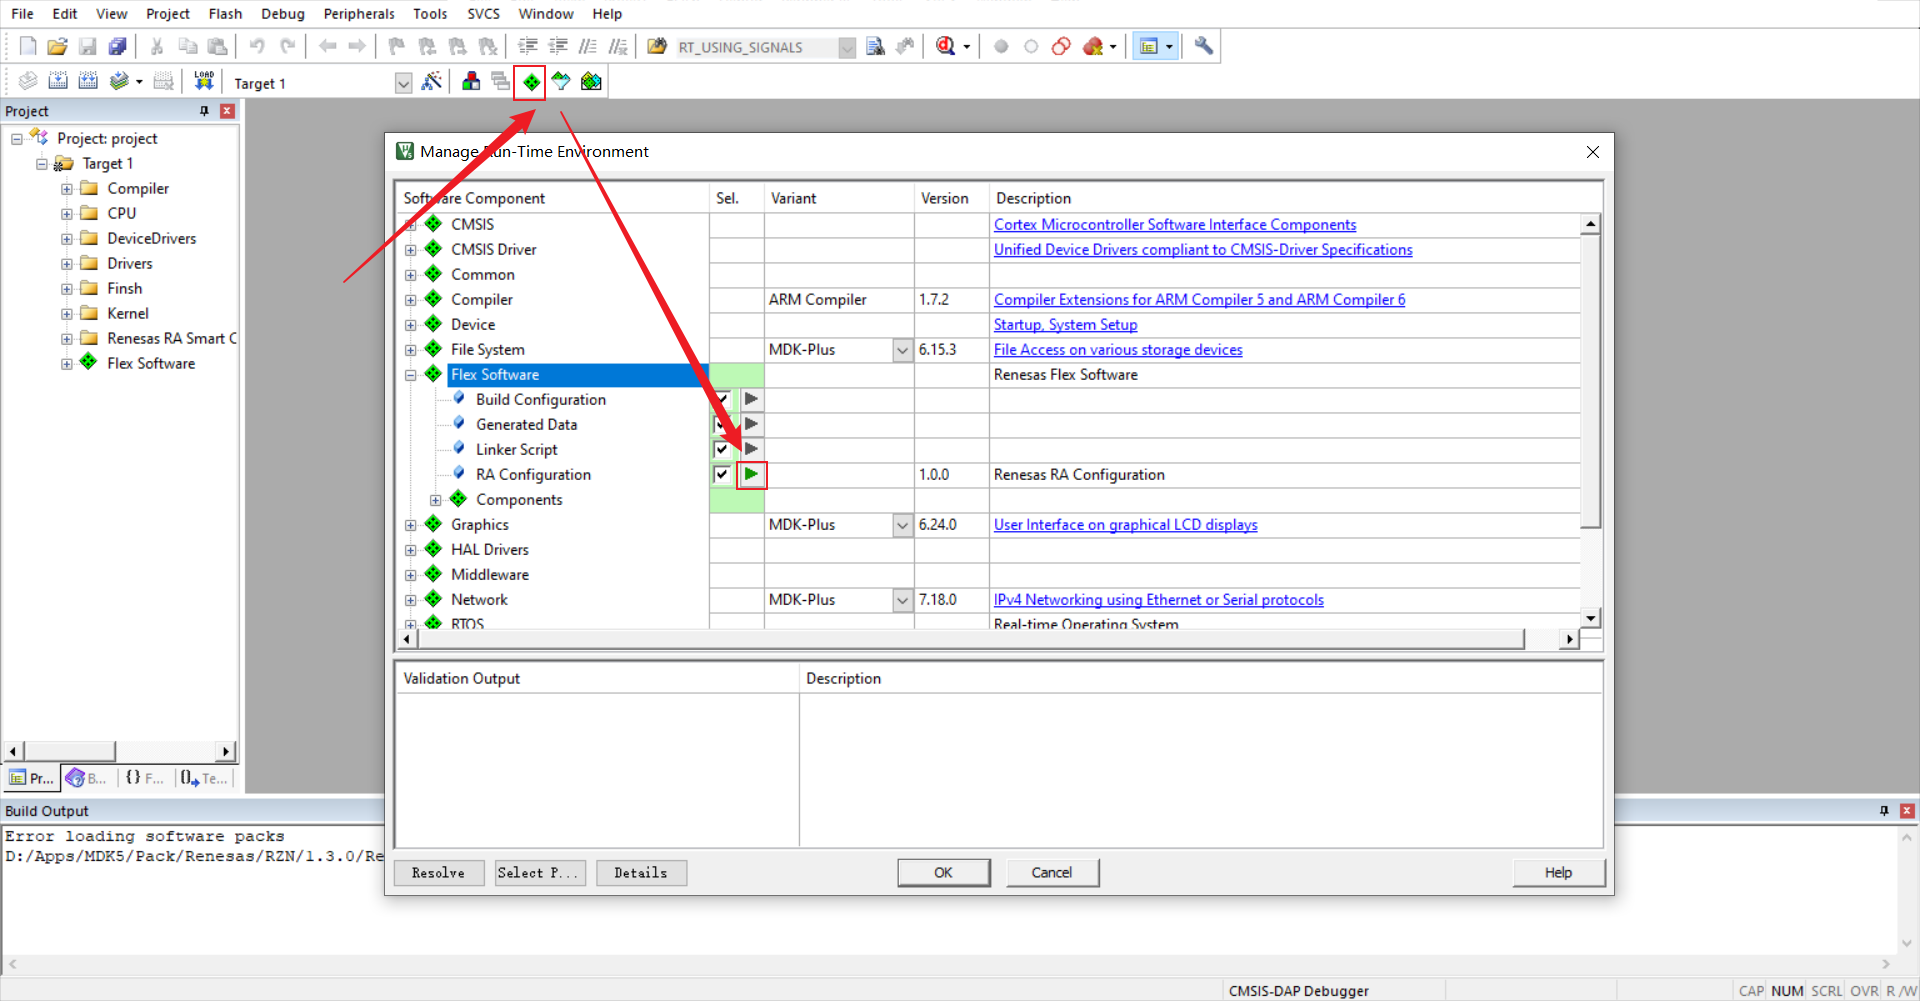 File Edit View Project Flash Debug Peripherals Tools SVCS Window Help
RT_USING_SIGNALS
LOAD Target 1
Project
Project: project
Target 1
Compiler
CPU
DeviceDrivers
Drivers
Finsh
Kernel
Renesas RA Smart C
Flex Software
Pr... B... {} F... Te...
Manage Run-Time Environment
Software Component Sel. Variant Version Description
CMSIS Cortex Microcontroller Software Interface Components
CMSIS Driver Unified Device Drivers compliant to CMSIS-Driver Specifications
Common
Compiler ARM Compiler 1.7.2 Compiler Extensions for ARM Compiler 5 and ARM Compiler 6
Device Startup, System Setup
File System MDK-Plus 6.15.3 File Access on various storage devices
Flex Software Renesas Flex Software
Build Configuration
Generated Data
Linker Script
RA Configuration 1.0.0 Renesas RA Configuration
Components
Graphics MDK-Plus 6.24.0 User Interface on graphical LCD displays
HAL Drivers
Middleware
Network MDK-Plus 7.18.0 IPv4 Networking using Ethernet or Serial protocols
RTOS Real-time Operating System
Validation Output Description
Resolve Select P... Details OK Cancel Help
Build Output
Error loading software packs
D:/Apps/MDK5/Pack/Renesas/RZN/1.3.0/Re
CMSIS-DAP Debugger CAP NUM SCRL OVR R/W